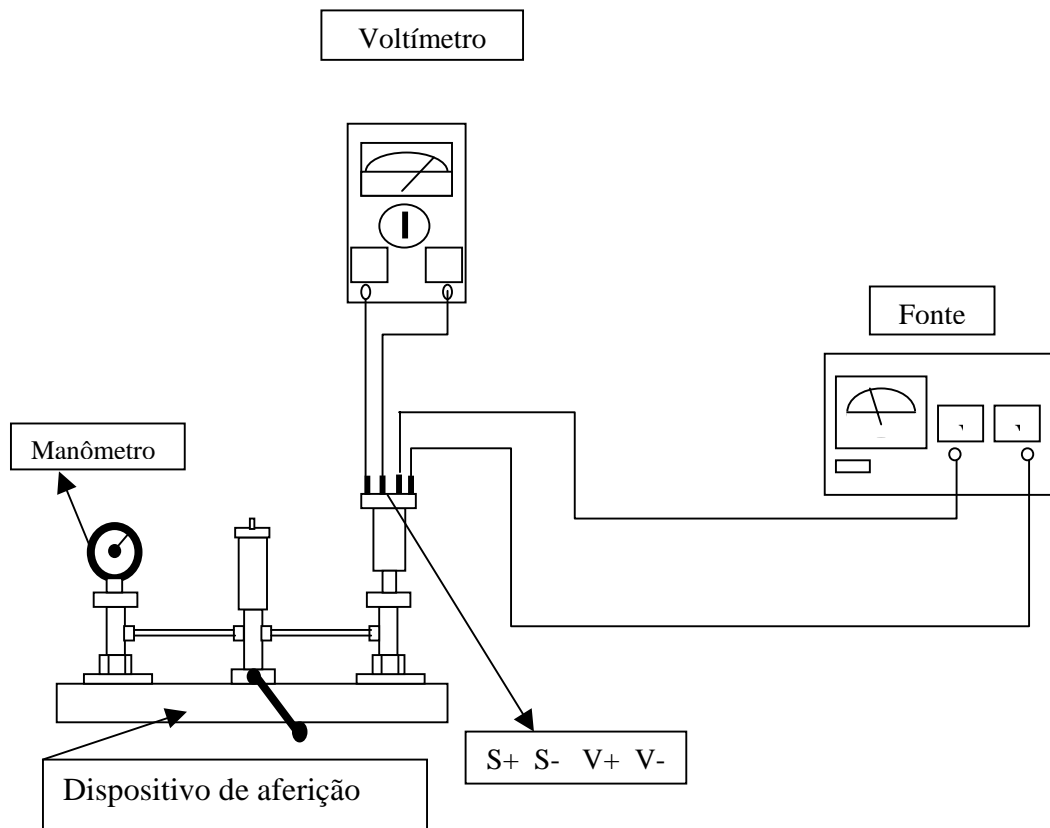 Voltímetro
Fonte
Manômetro
S+ S- V+ V-
Dispositivo de aferição